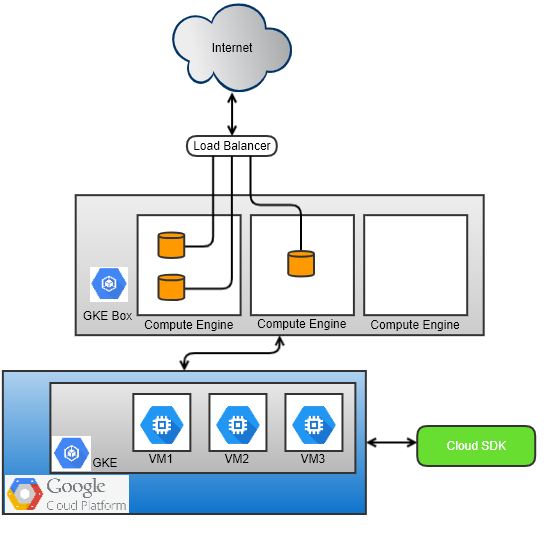 Internet
Load Balancer
GKE Box
Compute Engine
Compute Engine
Compute Engine
VM1
VM2
VM3
GKE
Cloud SDK
Google
Cloud Platform